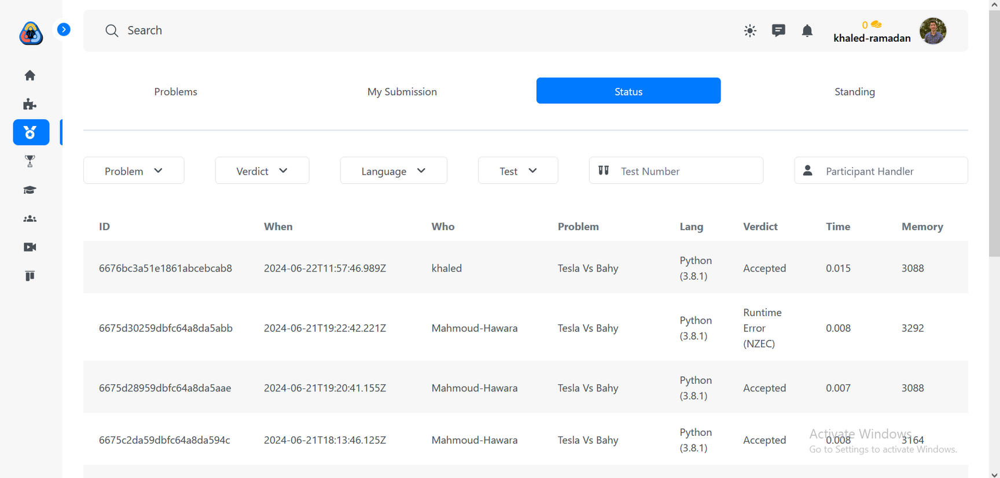 Search
0
khaled-ramadan
Problems
My Submission
Status
Standing
Problem
Verdict
Language
Test
Test Number
Participant Handler
ID When Who Problem Lang Verdict Time Memory
6676bc3a51e1861abcebcab8 2024-06-22T11:57:46.989Z khaled Tesla Vs Bahy Python (3.8.1) Accepted 0.015 3088
6675d30259dbfc64a8da5abb 2024-06-21T19:22:42.221Z Mahmoud-Hawara Tesla Vs Bahy Python (3.8.1) Runtime Error (NZEC) 0.008 3292
6675d28959dbfc64a8da5aae 2024-06-21T19:20:41.155Z Mahmoud-Hawara Tesla Vs Bahy Python (3.8.1) Accepted 0.007 3088
6675c2da59dbfc64a8da594c 2024-06-21T18:13:46.125Z Mahmoud-Hawara Tesla Vs Bahy Python (3.8.1) Accepted 0.008 3164
Activate Windows
Go to Settings to activate Windows.